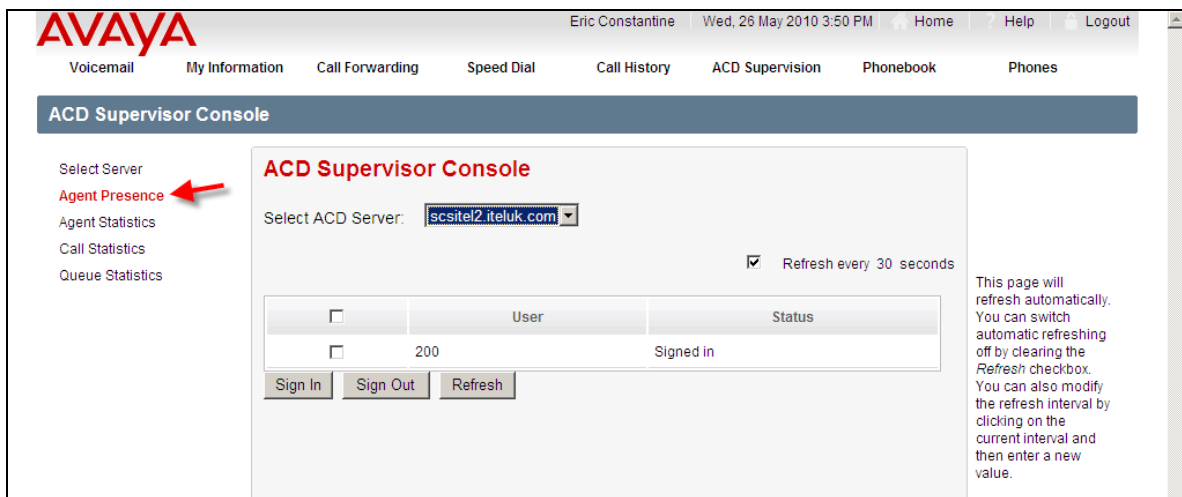 AVAYA
Eric Constantine Wed, 26 May 2010 3:50 PM Home ? Help Logout
Voicemail My Information Call Forwarding Speed Dial Call History ACD Supervision Phonebook Phones
ACD Supervisor Console
Select Server
Agent Presence
Agent Statistics
Call Statistics
Queue Statistics
ACD Supervisor Console
Select ACD Server: scsitel2.iteluk.com
Refresh every 30 seconds
User Status
200 Signed in
Sign In Sign Out Refresh
This page will
refresh automatically.
You can switch
automatic refreshing
off by clearing the
Refresh checkbox.
You can also modify
the refresh interval by
clicking on the
current interval and
then enter a new
value.